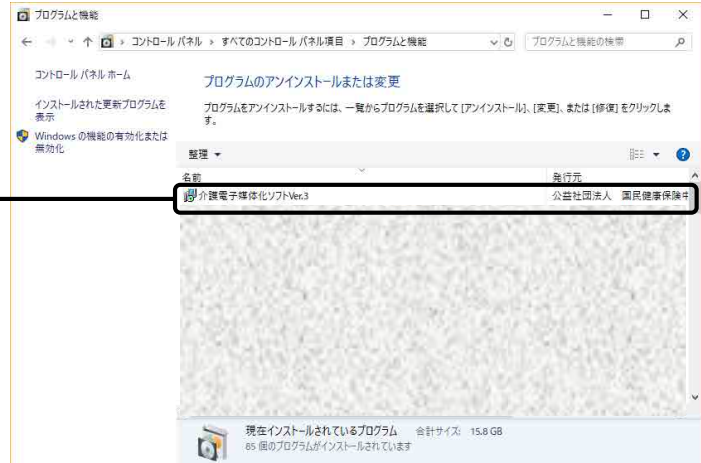 プログラムと機能
コントロール パネル › すべてのコントロール パネル項目 › プログラムと機能
プログラムと機能の検索
コントロール パネル ホーム
インストールされた更新プログラムを
表示
Windows の機能の有効化または
無効化
プログラムのアンインストールまたは変更
プログラムをアンインストールするには、一覧からプログラムを選択して [アンインストール]、[変更]、または [修復] をクリックしま
す。
整理
名前 発行元
介護電子媒体化ソフトVer.3 公益社団法人 国民健康保険中
現在インストールされているプログラム 合計サイズ: 15.8 GB
85 個のプログラムがインストールされています